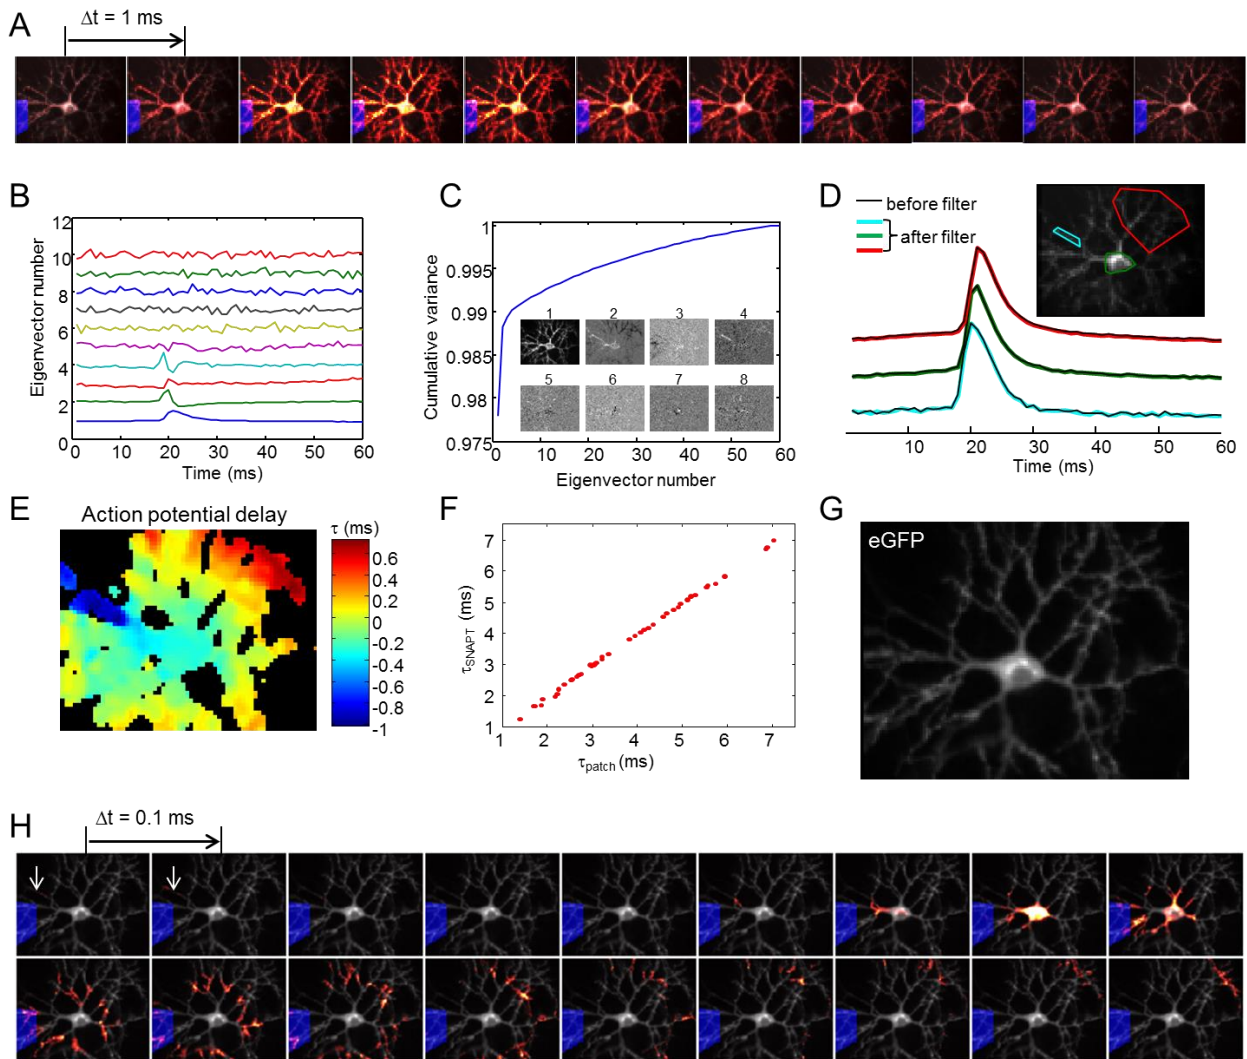 A
Δt = 1 ms
B
Eigenvector number
12
10
8
6
4
2
0
0 10 20 30 40 50 60
Time (ms)
C
Cumulative variance
1
0.995
0.99
0.985
0.98
0.975
1 2 3 4
5 6 7 8
0 10 20 30 40 50 60
Eigenvector number
D
before filter
after filter
10 20 30 40 50 60
Time (ms)
E
Action potential delay
τ (ms)
0.6
0.4
0.2
0
-0.2
-0.4
-0.6
-0.8
-1
F
τSNAPT (ms)
7
6
5
4
3
2
1
1 2 3 4 5 6 7
τpatch (ms)
G
eGFP
H
Δt = 0.1 ms